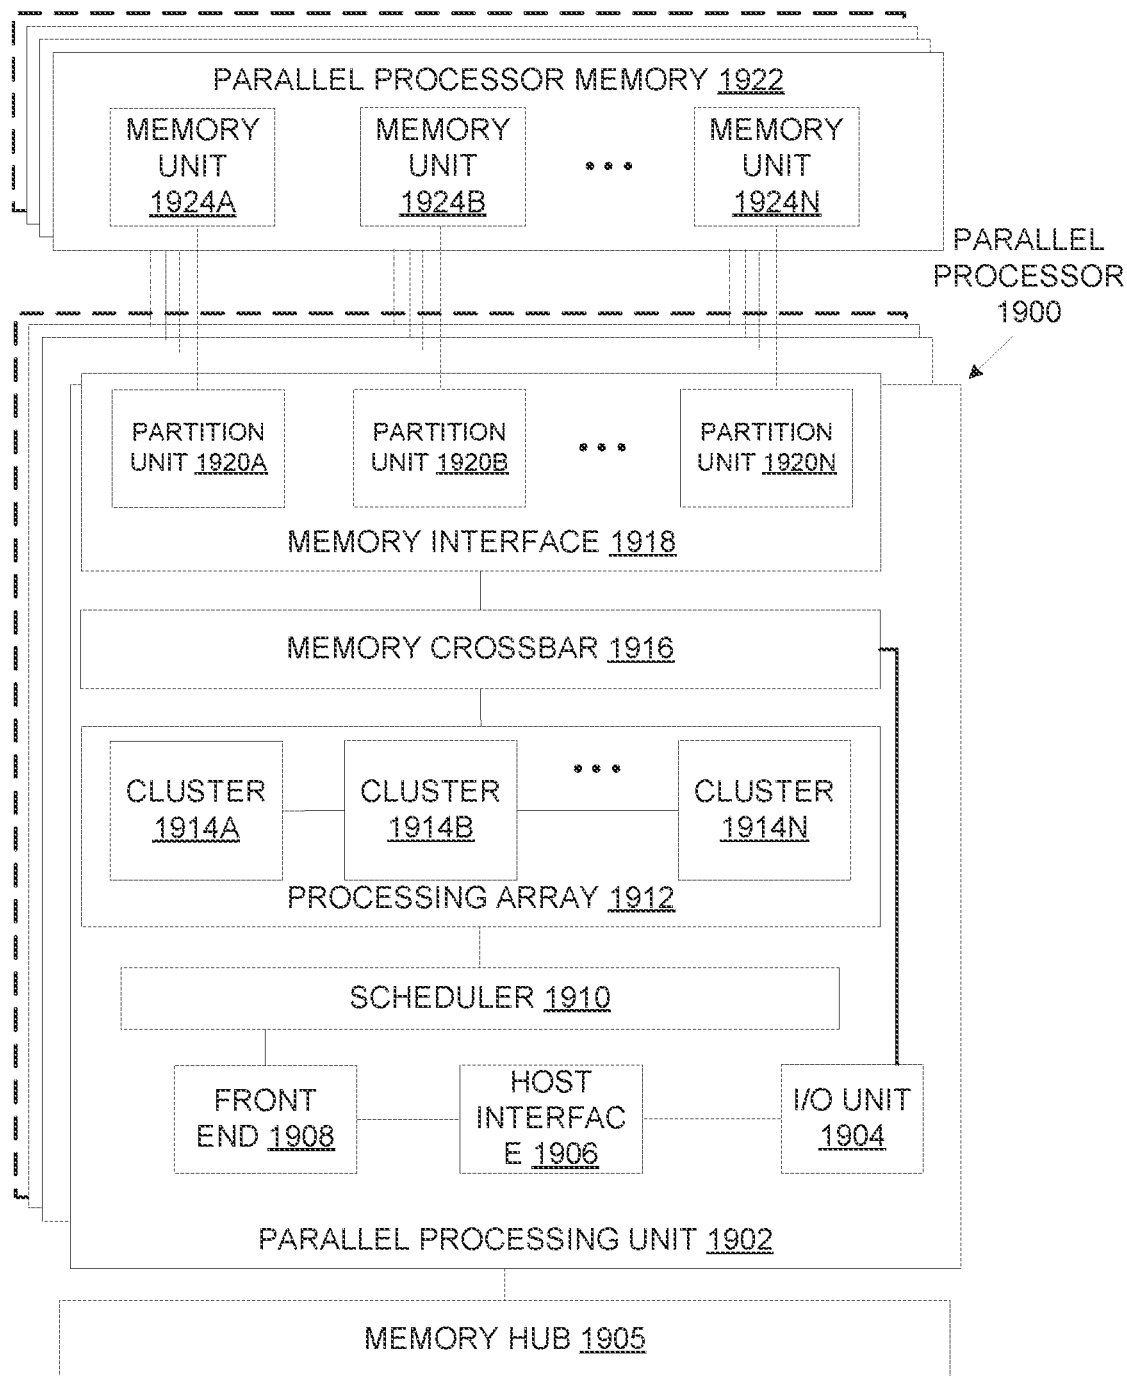 PARALLEL PROCESSOR MEMORY 1922
MEMORY
UNIT
1924A
MEMORY
UNIT
1924B
MEMORY
UNIT
1924N
PARALLEL
PROCESSOR
1900
PARTITION
UNIT 1920A
PARTITION
UNIT 1920B
PARTITION
UNIT 1920N
MEMORY INTERFACE 1918
MEMORY CROSSBAR 1916
CLUSTER
1914A
CLUSTER
1914B
CLUSTER
1914N
PROCESSING ARRAY 1912
SCHEDULER 1910
FRONT
END 1908
HOST
INTERFAC
E 1906
I/O UNIT
1904
PARALLEL PROCESSING UNIT 1902
MEMORY HUB 1905